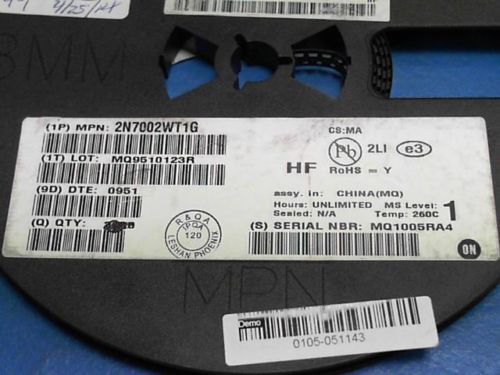 8MM
(1P) MPN: 2N7002WT1G
(1T) LOT: MQ9510123R
(9D) DTE: 0951
(Q) QTY:
R & QA
IPQA
120
LESHAN PHOENIX
CS:MA
Pb 2LI e3
HF RoHS = Y
assy. in: CHINA(MQ)
Hours: UNLIMITED MS Level: 1
Sealed: N/A Temp: 260C
(S) SERIAL NBR: MQ1005RA4
ON
MPN
Demo
0105-051143